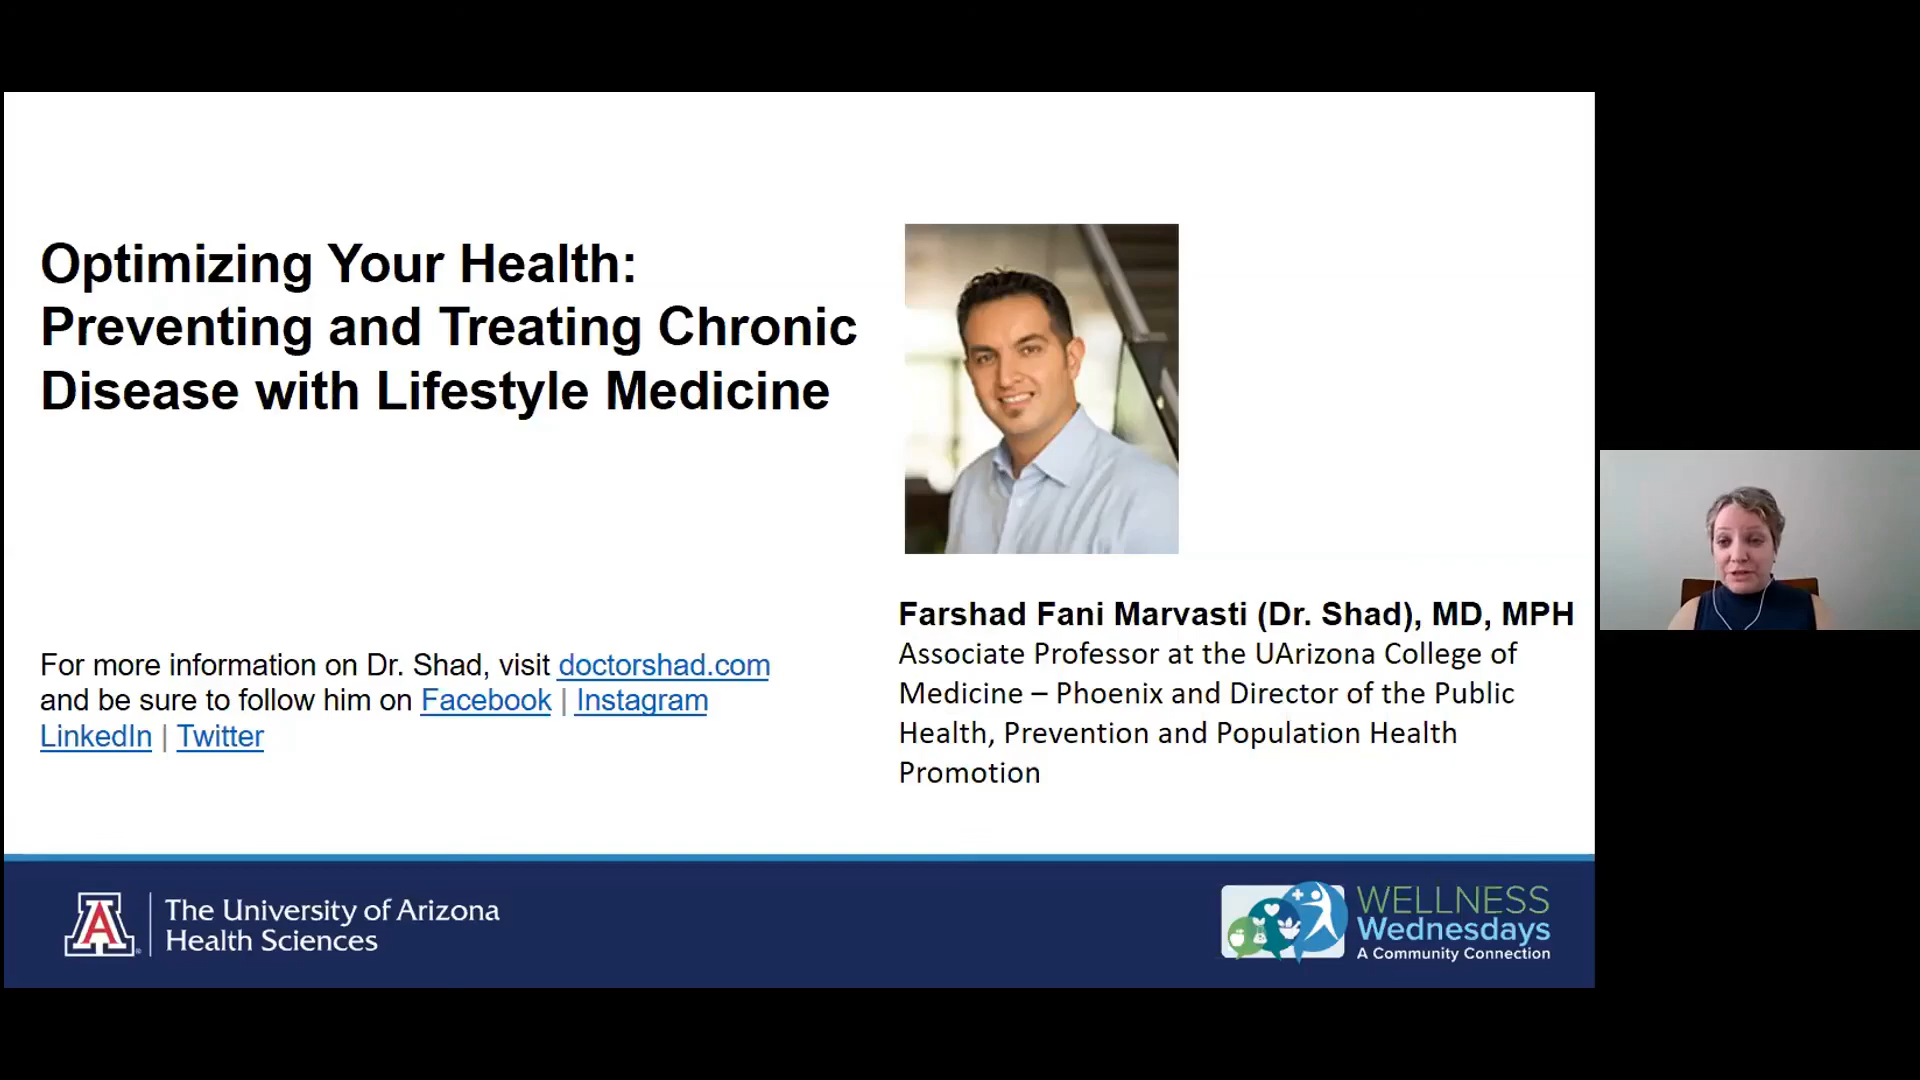 Optimizing Your Health:
Preventing and Treating Chronic
Disease with Lifestyle Medicine
For more information on Dr. Shad, visit doctorshad.com
and be sure to follow him on Facebook | Instagram
LinkedIn | Twitter
Farshad Fani Marvasti (Dr. Shad), MD, MPH
Associate Professor at the UArizona College of
Medicine – Phoenix and Director of the Public
Health, Prevention and Population Health
Promotion
A
The University of Arizona
Health Sciences
WELLNESS
Wednesdays
A Community Connection